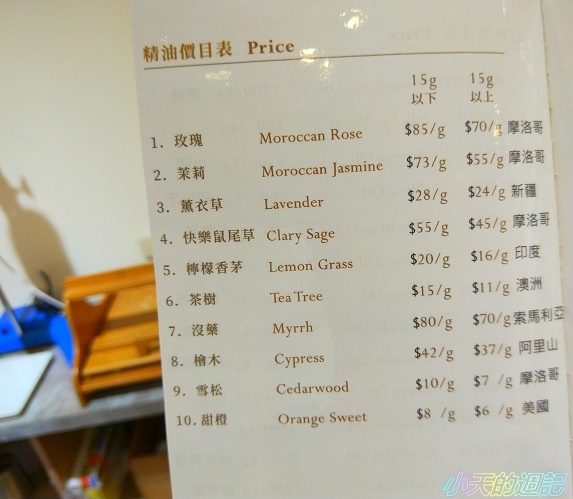 精油價目表 Price
15g 15g
以下 以上
1. 玫瑰 Moroccan Rose $85/g $70/g 摩洛哥
2. 茉莉 Moroccan Jasmine $73/g $55/g 摩洛哥
3. 薰衣草 Lavender $28/g $24/g 新疆
4. 快樂鼠尾草 Clary Sage $55/g $45/g 摩洛哥
5. 檸檬香茅 Lemon Grass $20/g $16/g 印度
6. 茶樹 Tea Tree $15/g $11/g 澳洲
7. 沒藥 Myrrh $80/g $70/g 索馬利亞
8. 檜木 Cypress $42/g $37/g 阿里山
9. 雪松 Cedarwood $10/g $7 /g 摩洛哥
10. 甜橙 Orange Sweet $8 /g $6 /g 美國
小天的週記